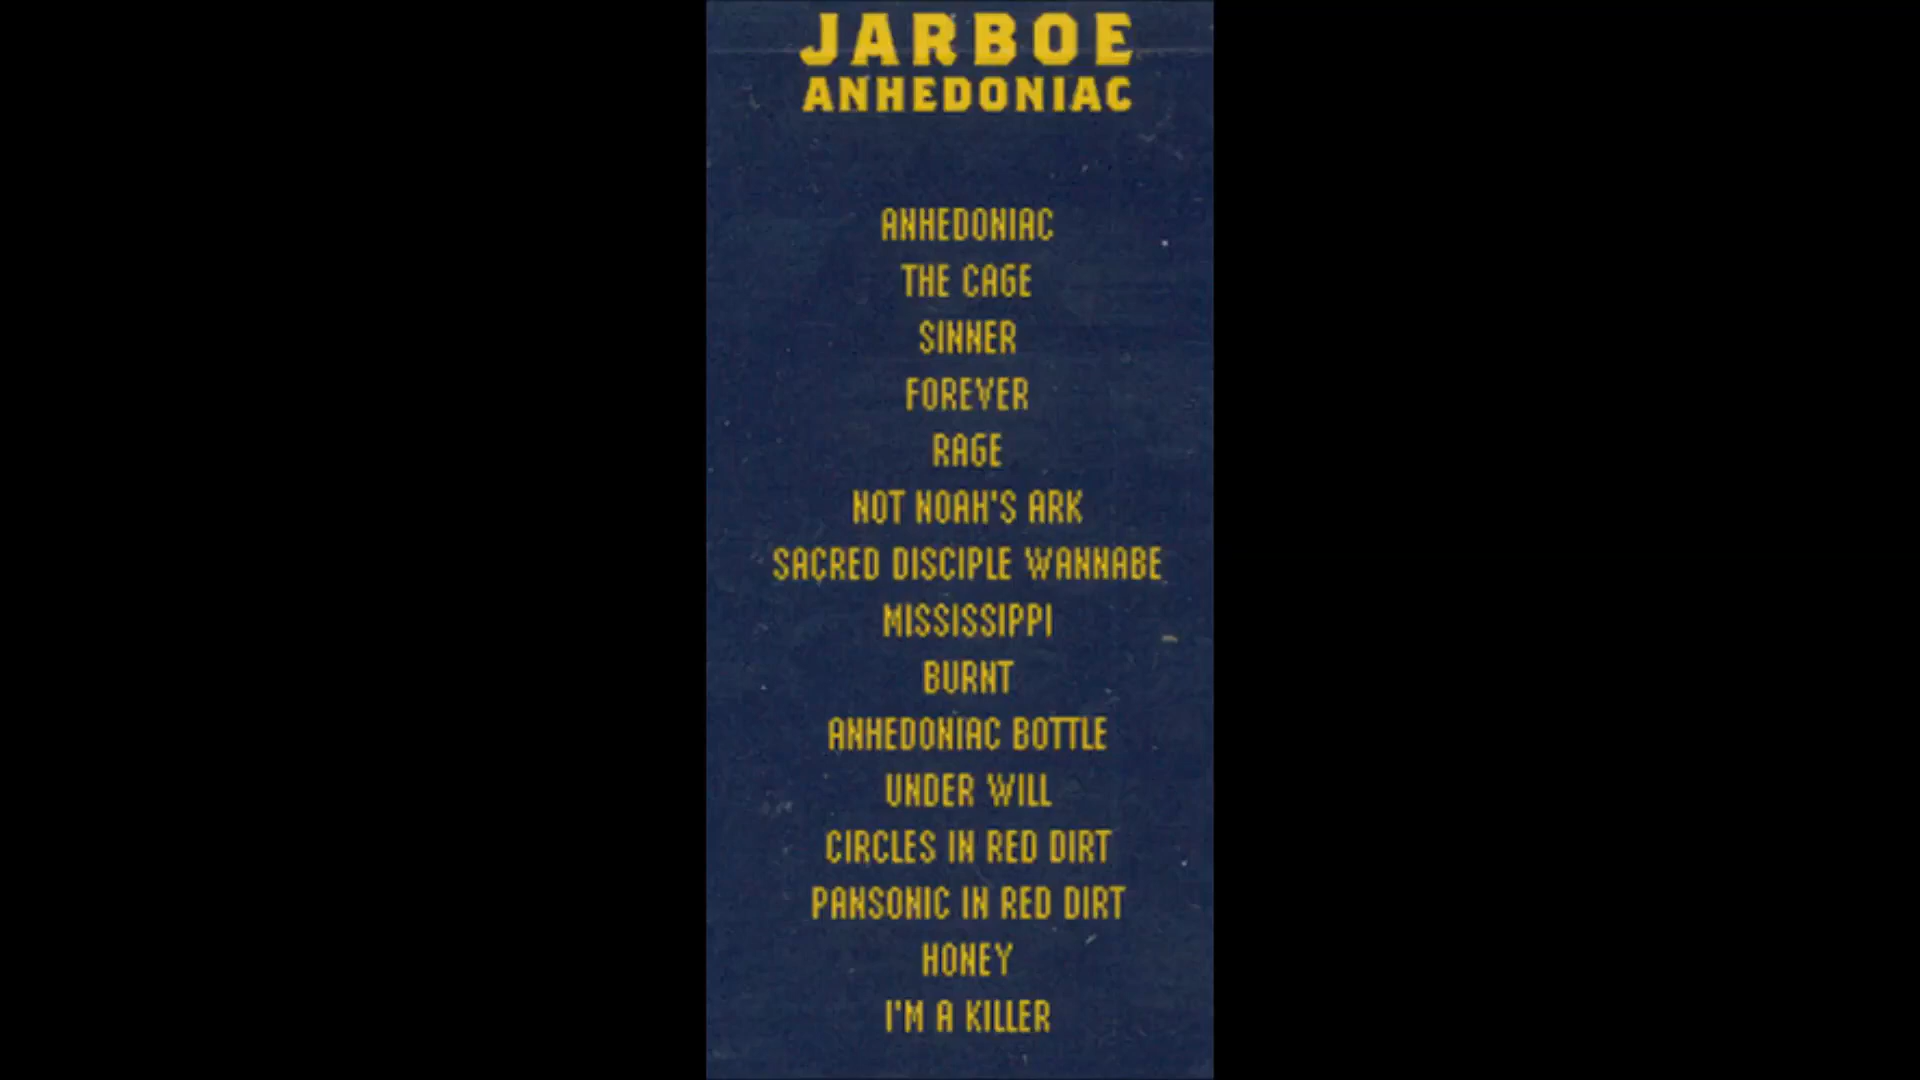 JARBOE
ANHEDONIAC
ANHEDONIAC
THE CAGE
SINNER
FOREVER
RAGE
NOT NOAH'S ARK
SACRED DISCIPLE WANNABE
MISSISSIPPI
BURNT
ANHEDONIAC BOTTLE
UNDER WILL
CIRCLES IN RED DIRT
PANSONIC IN RED DIRT
HONEY
I'M A KILLER